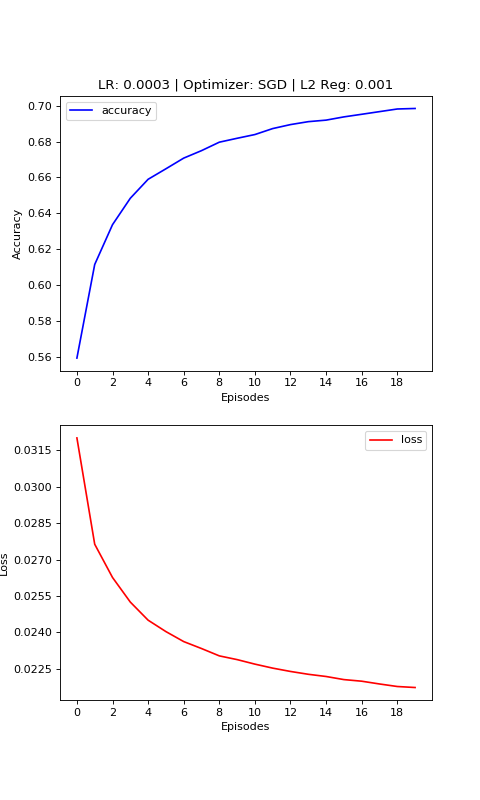 LR: 0.0003 | Optimizer: SGD | L2 Reg: 0.001
accuracy
0.70
0.68
0.66
0.64
0.62
0.60
0.58
0.56
Accuracy
0 2 4 6 8 10 12 14 16 18
Episodes
loss
0.0315
0.0300
0.0285
0.0270
0.0255
0.0240
0.0225
Loss
0 2 4 6 8 10 12 14 16 18
Episodes